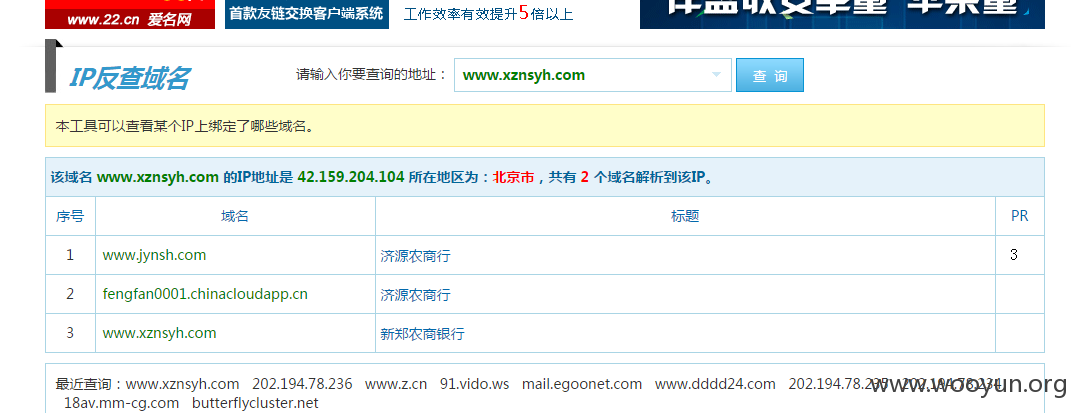 www.22.cn 爱名网
首款友链交换客户端系统
工作效率有效提升5倍以上
IP反查域名
请输入你要查询的地址：
www.xznsyh.com
查 询
本工具可以查看某个IP上绑定了哪些域名。
该域名 www.xznsyh.com 的IP地址是 42.159.204.104 所在地区为：北京市，共有 2 个域名解析到该IP。
序号 域名 标题 PR
1 www.jynsh.com 济源农商行 3
2 fengfan0001.chinacloudapp.cn 济源农商行
3 www.xznsyh.com 新郑农商银行
最近查询：www.xznsyh.com 202.194.78.236 www.z.cn 91.vido.ws mail.egoonet.com www.dddd24.com 202.194.78.235 202.194.78.234
18av.mm-cg.com butterflycluster.net
www.wooyun.org